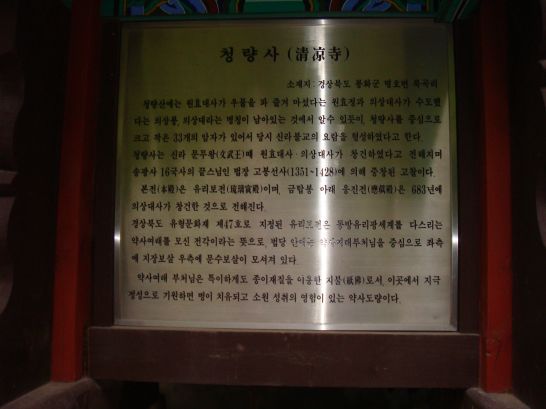 청량사 (清凉寺)
소재지: 경상북도 봉화군 명호면 북곡리
청량산에는 원효대사가 우물을 파 즐겨 마셨다는 원효정과 의상대사가 수도했
다는 의상봉, 의상대라는 명칭이 남아있는 것에서 알수 있듯이, 청량사를 중심으로
크고 작은 33개의 암자가 있어서 당시 신라불교의 요람을 형성하였다고 한다.
청량사는 신라 문무왕(文武王)때 원효대사·의상대사가 창건하였다고 전해지며
송광사 16국사의 끝스님인 법장 고봉선사(1351~1428)에 의해 중창된 고찰이다.
본전(本殿)은 유리보전(琉璃寶殿)이며, 금탑봉 아래 응진전(應眞殿)은 683년에
의상대사가 창건한 것으로 전해진다.
경상북도 유형문화재 제47호로 지정된 유리보전은 동방유리광세계를 다스리는
약사여래를 모신 전각이라는 뜻으로, 법당 안에는 약사여래부처님을 중심으로 좌측
에 지장보살 우측에 문수보살이 모셔져 있다.
약사여래 부처님은 특이하게도 종이재질을 이용한 지불(紙佛)로서, 이곳에서 지극
정성으로 기원하면 병이 치유되고 소원 성취의 영험이 있는 약사도량이다.